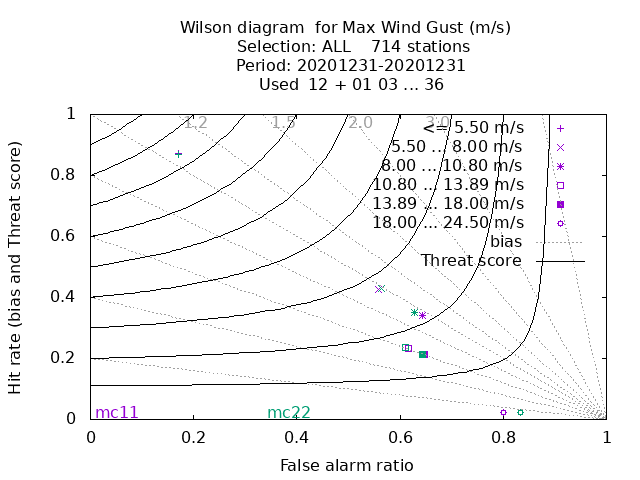 Wilson diagram  for Max Wind Gust (m/s)
Selection: ALL    714 stations
Period: 20201231-20201231
Used  12 + 01 03 ... 36
1.2 1.5 2.0 3.0
<= 5.50 m/s
5.50 ... 8.00 m/s
8.00 ... 10.80 m/s
10.80 ... 13.89 m/s
13.89 ... 18.00 m/s
18.00 ... 24.50 m/s
bias
Threat score
Hit rate (bias and Threat score)
1
0.8
0.6
0.4
0.2
0
mc11 mc22
0 0.2 0.4 0.6 0.8 1
False alarm ratio